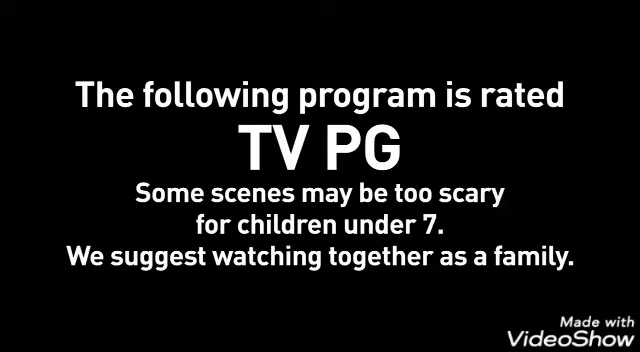 The following program is rated
TV PG
Some scenes may be too scary
for children under 7.
We suggest watching together as a family.
Made with
VideoShow